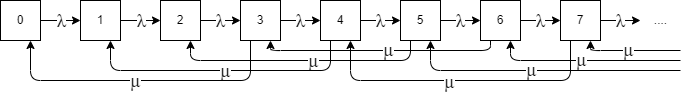 0 λ 1 λ 2 λ 3 λ 4 λ 5 λ 6 λ 7 λ ....
μ
μ μ μ
μ μ μ
μ μ